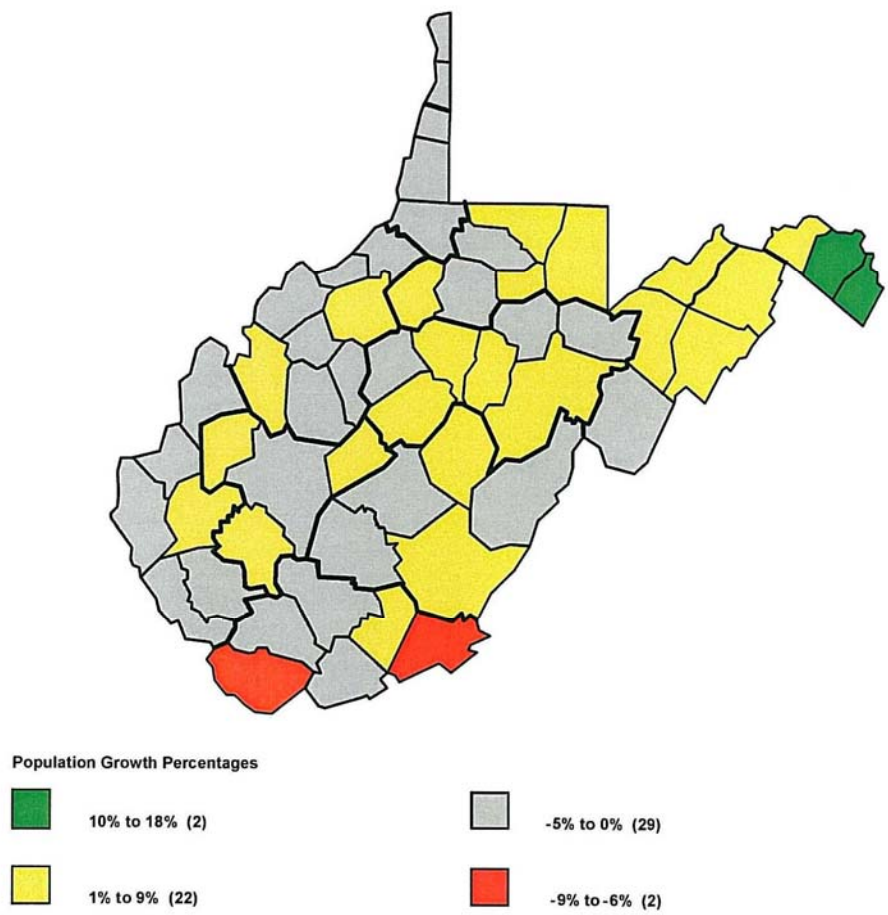 Population Growth Percentages
10% to 18% (2)
-5% to 0% (29)
1% to 9% (22)
-9% to -6% (2)